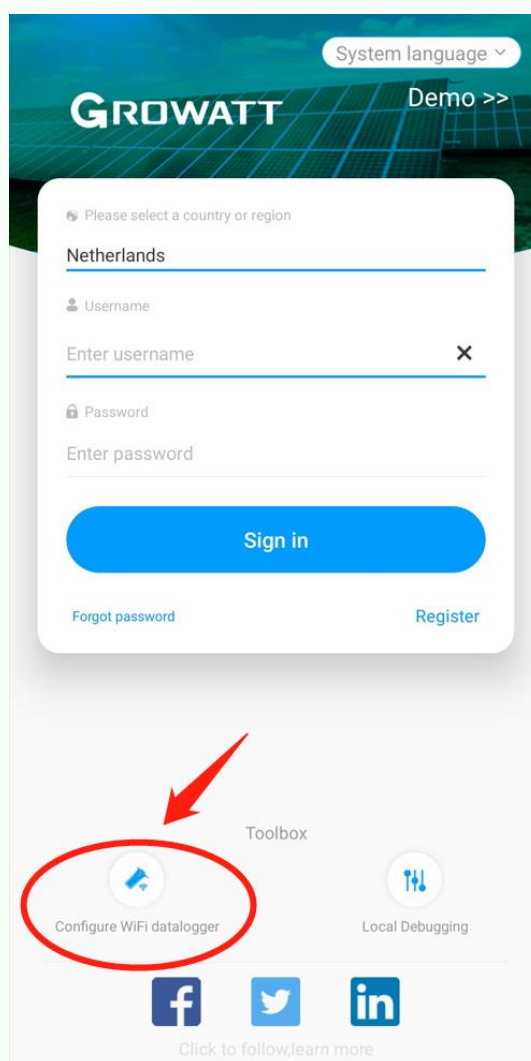 System language
GROWATT
Demo >>
Please select a country or region
Netherlands
Username
Enter username
Password
Enter password
Sign in
Forgot password
Register
Toolbox
Configure WiFi datalogger
Local Debugging
f
in
Click to follow,learn more